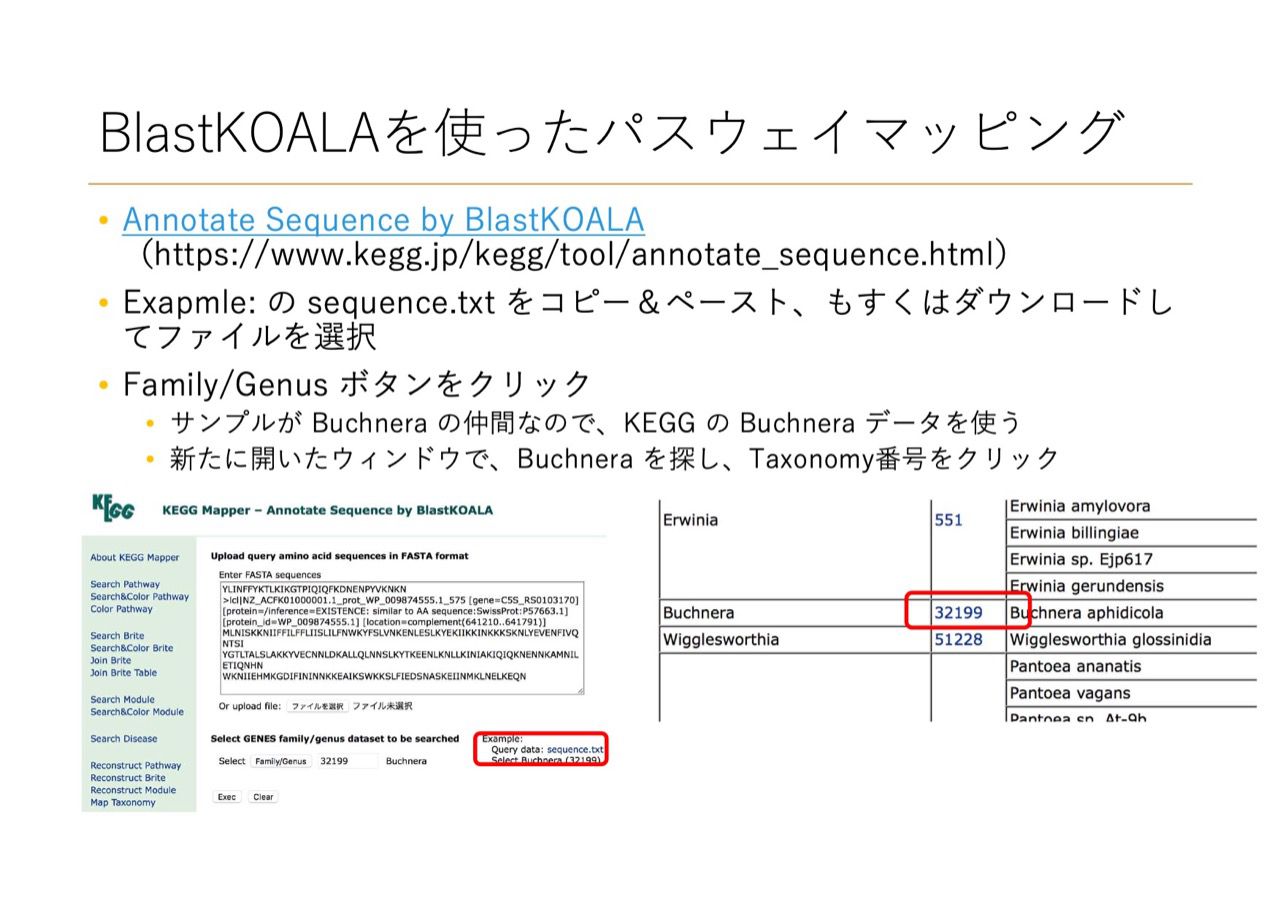 BlastKOALAを使ったパスウェイマッピング
• Annotate Sequence by BlastKOALA
（https://www.kegg.jp/kegg/tool/annotate_sequence.html）
• Exapmle: の sequence.txt をコピー＆ペースト、もすくはダウンロードし
てファイルを選択
• Family/Genus ボタンをクリック
• サンプルが Buchnera の仲間なので、KEGG の Buchnera データを使う
• 新たに開いたウィンドウで、Buchnera を探し、Taxonomy番号をクリック
KEGG
KEGG Mapper – Annotate Sequence by BlastKOALA
About KEGG Mapper
Search Pathway
Search&Color Pathway
Color Pathway
Search Brite
Search&Color Brite
Join Brite
Join Brite Table
Search Module
Search&Color Module
Search Disease
Reconstruct Pathway
Reconstruct Brite
Reconstruct Module
Map Taxonomy
Upload query amino acid sequences in FASTA format
Enter FASTA sequences
YLINFFYKTLKIKGTPIQIQFKDNENPYVKNKN
>lcl|NZ_ACFK01000001.1_prot_WP_009874555.1_575 [gene=C5S_RS0103170]
[protein=/inference=EXISTENCE: similar to AA sequence:SwissProt:P57663.1]
[protein_id=WP_009874555.1] [location=complement(641210..641791)]
MLNISKKNIIFFILFFLIISLILFNWKYFSLVNKENLESLKYEKIIKKINKKKSKNLYEVENFIVQ
NTSI
YGTLTALSLAKKYVECNNLDKALLQLNNSLKYTKEENLKNLLKINIAKIQIQKNENNKAMNIL
ETIQNHN
WKNIIEHMKGDIFININNKKEAIKSWKKSLFIEDSNASKEIINMKLNELKEQN
Or upload file: ファイルを選択 ファイル未選択
Select GENES family/genus dataset to be searched
Select Family/Genus 32199 Buchnera
Example:
Query data: sequence.txt
Select Buchnera (32199)
Exec Clear
Erwinia 551 Erwinia amylovora
Erwinia billingiae
Erwinia sp. Ejp617
Erwinia gerundensis
Buchnera 32199 Buchnera aphidicola
Wigglesworthia 51228 Wigglesworthia glossinidia
Pantoea ananatis
Pantoea vagans
Pantoea sp. At-9b